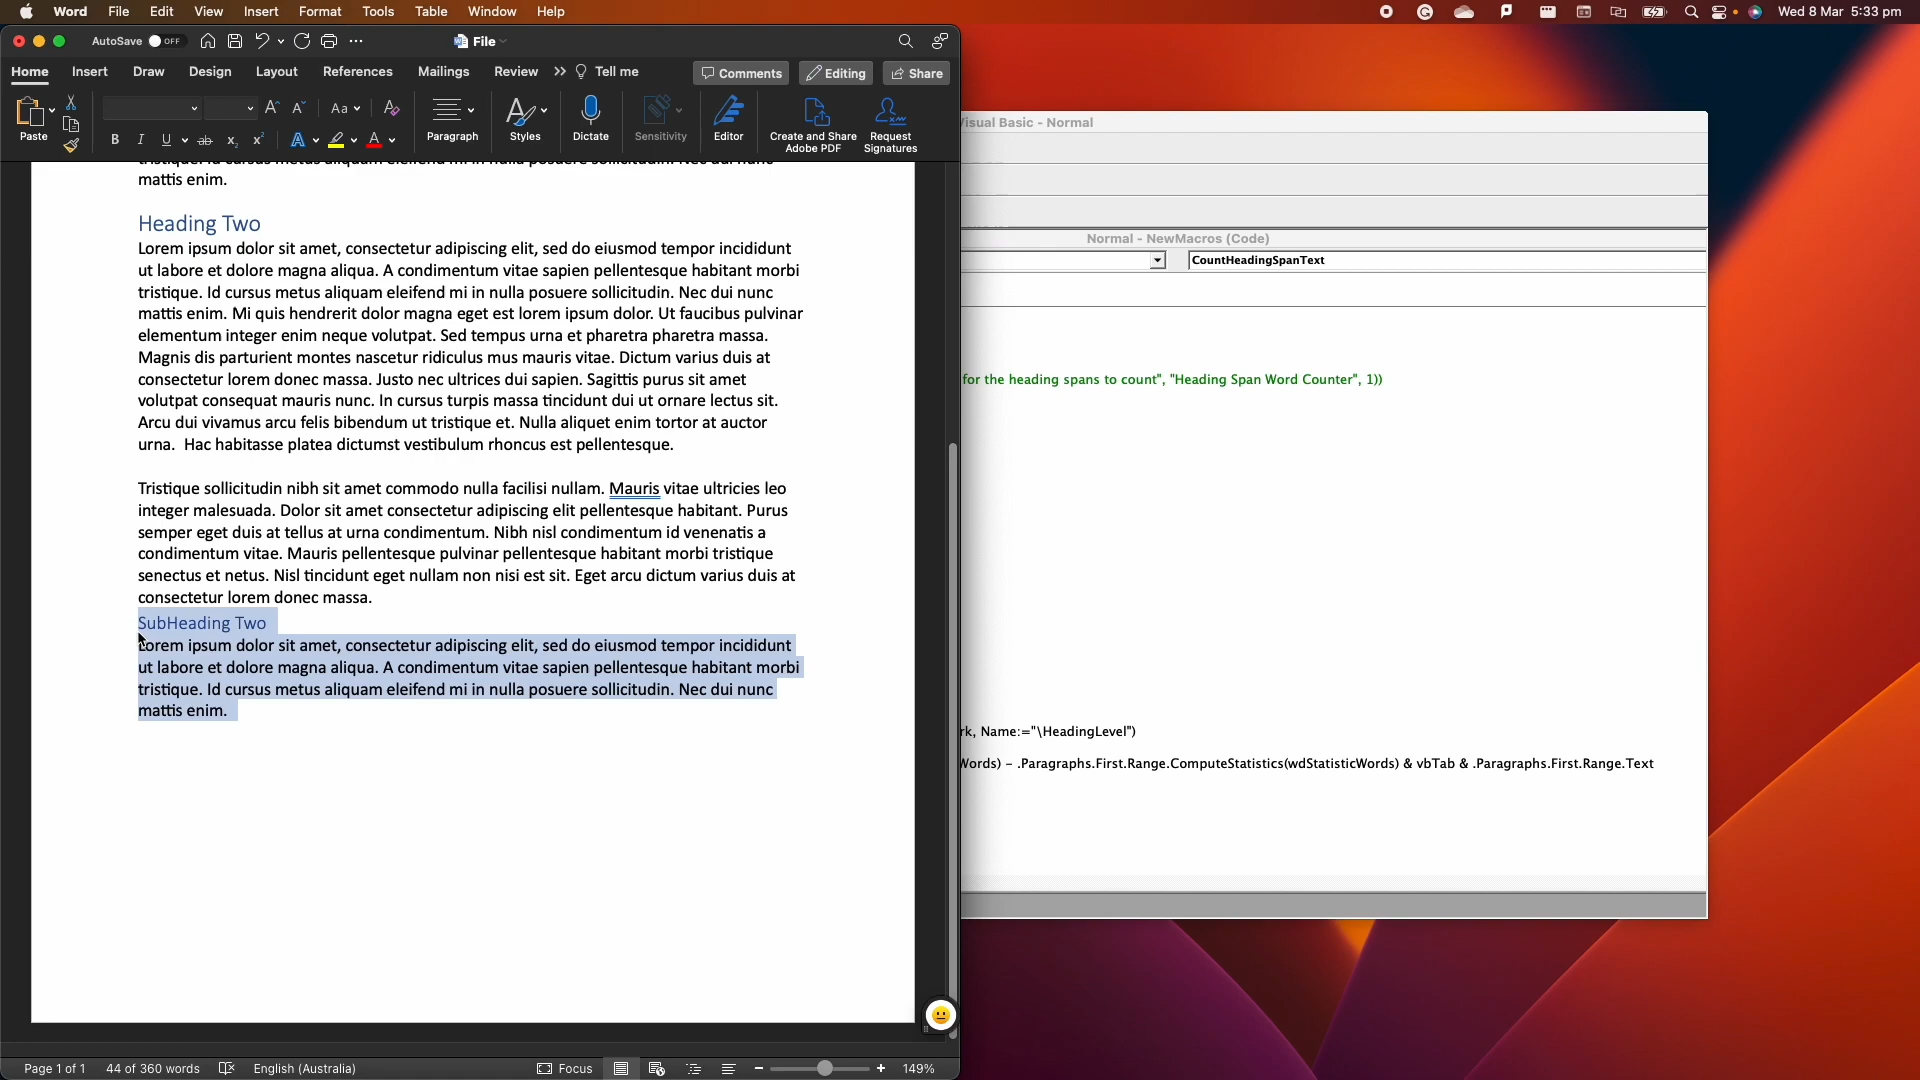 Word File Edit View Insert Format Tools Table Window Help Wed 8 Mar 5:33 pm
AutoSave OFF File
Home Insert Draw Design Layout References Mailings Review Tell me Comments Editing Share
Paste Paragraph Styles Dictate Sensitivity Editor Create and Share Adobe PDF Request Signatures
mattis enim.
Heading Two
Lorem ipsum dolor sit amet, consectetur adipiscing elit, sed do eiusmod tempor incididunt
ut labore et dolore magna aliqua. A condimentum vitae sapien pellentesque habitant morbi
tristique. Id cursus metus aliquam eleifend mi in nulla posuere sollicitudin. Nec dui nunc
mattis enim. Mi quis hendrerit dolor magna eget est lorem ipsum dolor. Ut faucibus pulvinar
elementum integer enim neque volutpat. Sed tempus urna et pharetra pharetra massa.
Magnis dis parturient montes nascetur ridiculus mus mauris vitae. Dictum varius duis at
consectetur lorem donec massa. Justo nec ultrices dui sapien. Sagittis purus sit amet
volutpat consequat mauris nunc. In cursus turpis massa tincidunt dui ut ornare lectus sit.
Arcu dui vivamus arcu felis bibendum ut tristique et. Nulla aliquet enim tortor at auctor
urna. Hac habitasse platea dictumst vestibulum rhoncus est pellentesque.
Tristique sollicitudin nibh sit amet commodo nulla facilisi nullam. Mauris vitae ultricies leo
integer malesuada. Dolor sit amet consectetur adipiscing elit pellentesque habitant. Purus
semper eget duis at tellus at urna condimentum. Nibh nisl condimentum id venenatis a
condimentum vitae. Mauris pellentesque pulvinar pellentesque habitant morbi tristique
senectus et netus. Nisl tincidunt eget nullam non nisi est sit. Eget arcu dictum varius duis at
consectetur lorem donec massa.
SubHeading Two
Lorem ipsum dolor sit amet, consectetur adipiscing elit, sed do eiusmod tempor incididunt
ut labore et dolore magna aliqua. A condimentum vitae sapien pellentesque habitant morbi
tristique. Id cursus metus aliquam eleifend mi in nulla posuere sollicitudin. Nec dui nunc
mattis enim.
Page 1 of 1 44 of 360 words English (Australia) Focus 149%
Visual Basic - Normal
Normal - NewMacros (Code)
CountHeadingSpanText
for the heading spans to count", "Heading Span Word Counter", 1))
rk, Name:="\HeadingLevel")
Words) - .Paragraphs.First.Range.ComputeStatistics(wdStatisticWords) & vbTab & .Paragraphs.First.Range.Text